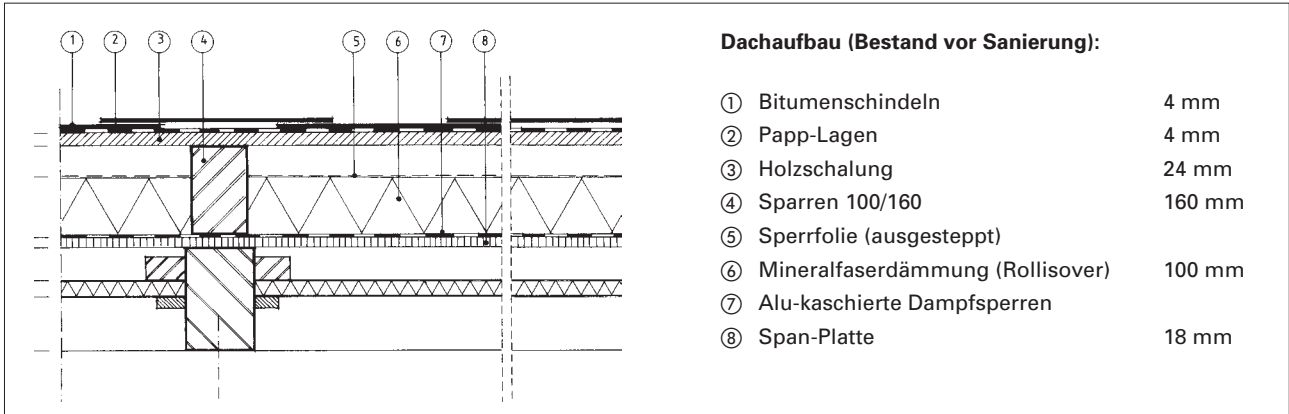 ① ② ③ ④ ⑤ ⑥ ⑦ ⑧
Dachaufbau (Bestand vor Sanierung):
① Bitumenschindeln 4 mm
② Papp-Lagen 4 mm
③ Holzschalung 24 mm
④ Sparren 100/160 160 mm
⑤ Sperrfolie (ausgesteppt)
⑥ Mineralfaserdämmung (Rollisover) 100 mm
⑦ Alu-kaschierte Dampfsperren
⑧ Span-Platte 18 mm